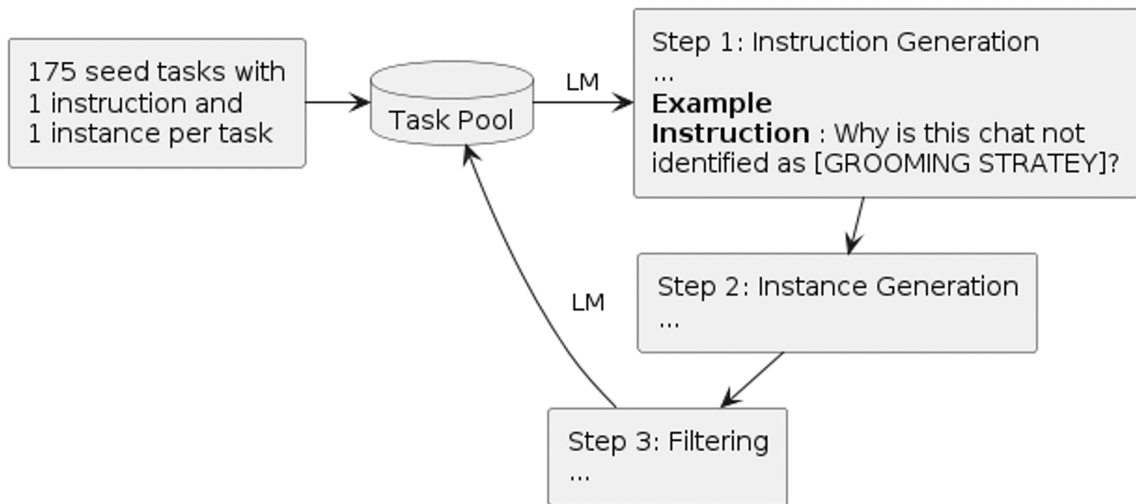 175 seed tasks with
1 instruction and
1 instance per task
Task Pool
LM
Step 1: Instruction Generation
...
Example
Instruction : Why is this chat not
identified as [GROOMING STRATEY]?
Step 2: Instance Generation
...
LM
Step 3: Filtering
...